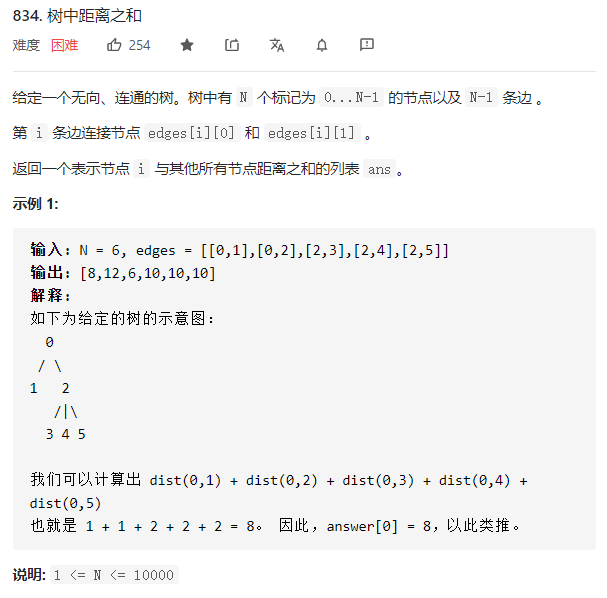 834. 树中距离之和
难度 困难 254
给定一个无向、连通的树。树中有 N 个标记为 0...N-1 的节点以及 N-1 条边 。
第 i 条边连接节点 edges[i][0] 和 edges[i][1] 。
返回一个表示节点 i 与其他所有节点距离之和的列表 ans。
示例 1:
输入: N = 6, edges = [[0,1],[0,2],[2,3],[2,4],[2,5]]
输出: [8,12,6,10,10,10]
解释:
如下为给定的树的示意图:
0
/ \
1 2
/|\
3 4 5
我们可以计算出 dist(0,1) + dist(0,2) + dist(0,3) + dist(0,4) +
dist(0,5)
也就是 1 + 1 + 2 + 2 + 2 = 8。 因此，answer[0] = 8，以此类推。
说明: 1 <= N <= 10000